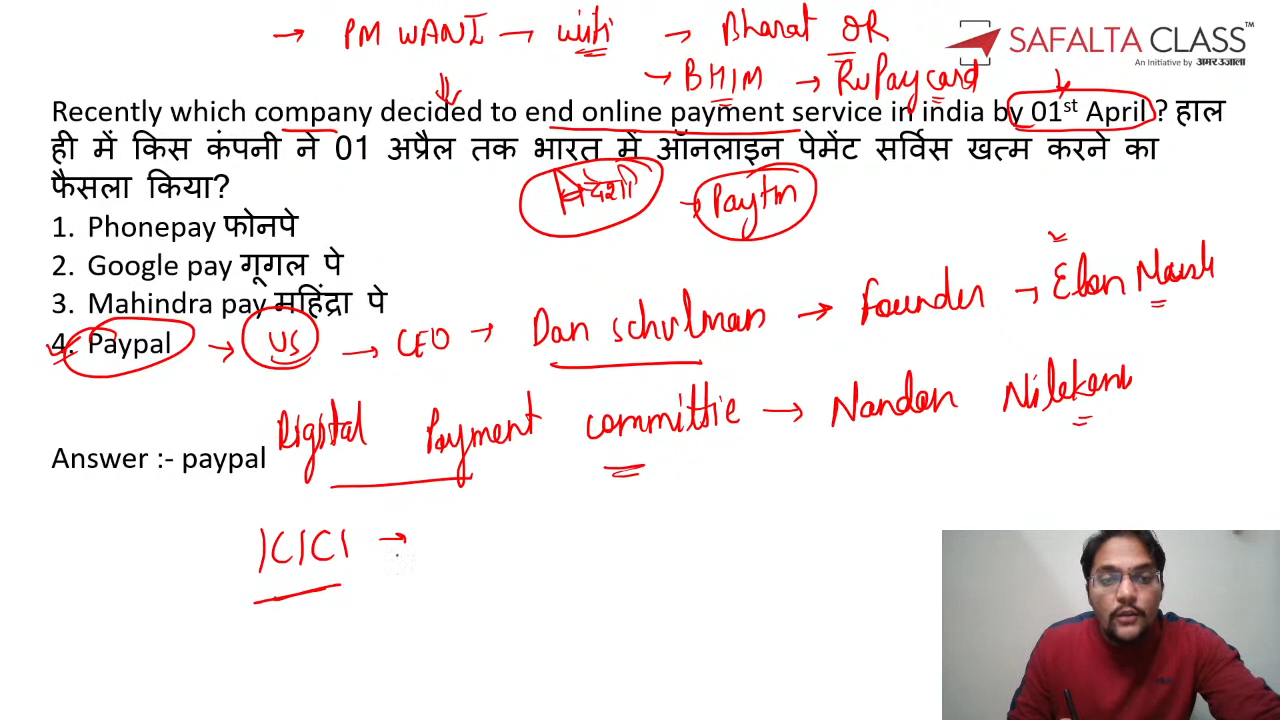 → PM WANI → wifi → Bharat QR
SAFALTA CLASS™
An Initiative by अमर उजाला
→ BHIM → RuPay card
Recently which company decided to end online payment service in india by 01st April ? हाल
ही में किस कंपनी ने 01 अप्रैल तक भारत में ऑनलाइन पेमेंट सर्विस खत्म करने का
फैसला किया?
विदेशी → Paytm
1. Phonepay फोनपे
2. Google pay गूगल पे
3. Mahindra pay महिंद्रा पे
4. Paypal → US → CEO → Dan Schulman → Founder → Elon Musk
Digital Payment committie → Nandan Nilekani
Answer :- paypal
ICICI →